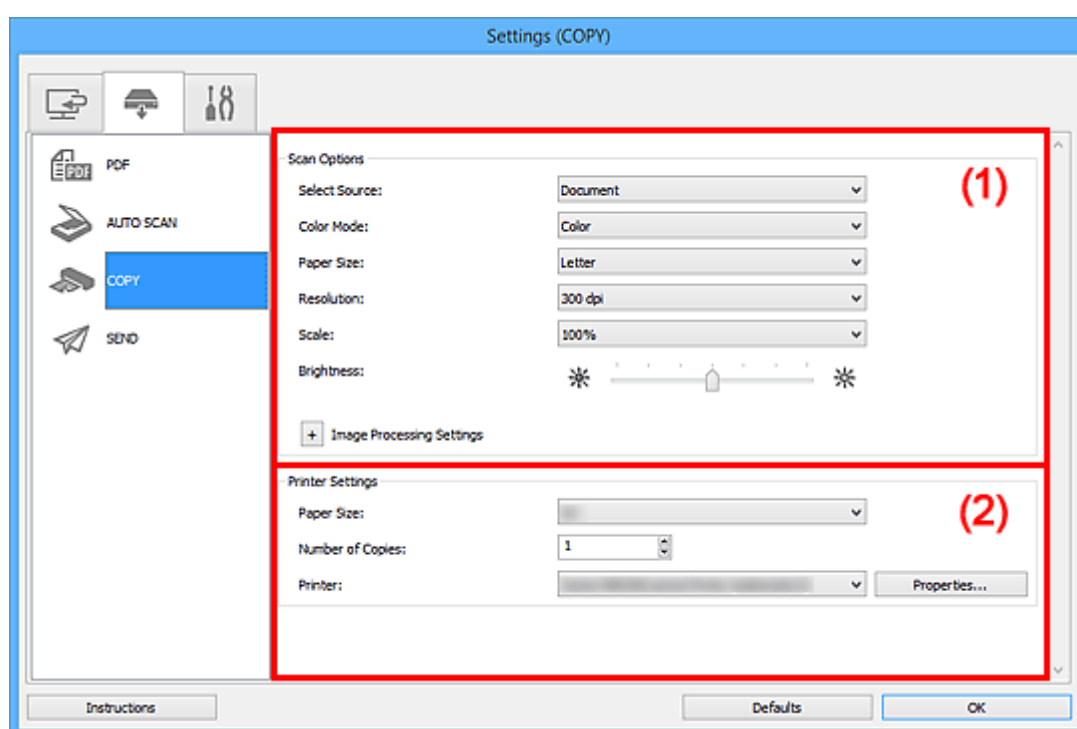 Settings (COPY)
PDF
PDF
AUTO SCAN
COPY
SEND
Scan Options
(1)
Select Source: Document
Color Mode: Color
Paper Size: Letter
Resolution: 300 dpi
Scale: 100%
Brightness:
+ Image Processing Settings
Printer Settings
(2)
Paper Size:
Number of Copies: 1
Printer: Properties...
Instructions Defaults OK